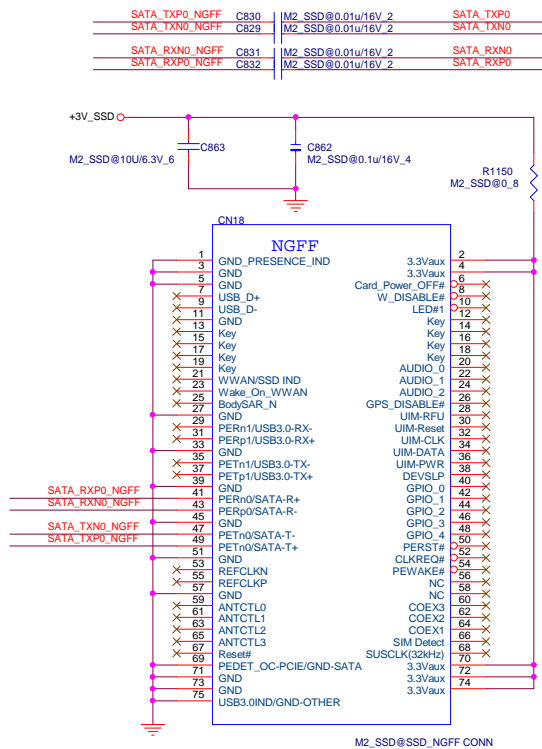 SATA_TXP0_NGFF C830 M2_SSD@0.01u/16V_2 SATA_TXP0
SATA_TXN0_NGFF C829 M2_SSD@0.01u/16V_2 SATA_TXN0
SATA_RXN0_NGFF C831 M2_SSD@0.01u/16V_2 SATA_RXN0
SATA_RXP0_NGFF C832 M2_SSD@0.01u/16V_2 SATA_RXP0
+3V_SSD
C863
M2_SSD@10U/6.3V_6
C862
M2_SSD@0.1u/16V_4
R1150
M2_SSD@0_8
CN18
NGFF
1 GND_PRESENCE_IND 3.3Vaux 2
3 GND 3.3Vaux 4
5 GND Card_Power_OFF# 6
7 USB_D+ W_DISABLE# 8
9 USB_D- LED#1 10
11 GND Key 12
13 Key Key 14
15 Key Key 16
17 Key Key 18
19 Key AUDIO_0 20
21 WWAN/SSD IND AUDIO_1 22
23 Wake_On_WWAN AUDIO_2 24
25 BodySAR_N GPS_DISABLE# 26
27 GND UIM-RFU 28
29 PERn1/USB3.0-RX- UIM-Reset 30
31 PERp1/USB3.0-RX+ UIM-CLK 32
33 GND UIM-DATA 34
35 PETn1/USB3.0-TX- UIM-PWR 36
37 PETp1/USB3.0-TX+ DEVSLP 38
39 GND GPIO_0 40
SATA_RXP0_NGFF 41 PERn0/SATA-R+ GPIO_1 42
SATA_RXN0_NGFF 43 PERp0/SATA-R- GPIO_2 44
45 GND GPIO_3 46
SATA_TXN0_NGFF 47 PETn0/SATA-T- GPIO_4 48
SATA_TXP0_NGFF 49 PETn0/SATA-T+ PERST# 50
51 GND CLKREQ# 52
53 REFCLKN PEWAKE# 54
55 REFCLKP NC 56
57 GND NC 58
59 ANTCTL0 COEX3 60
61 ANTCTL1 COEX2 62
63 ANTCTL2 COEX1 64
65 ANTCTL3 SIM Detect 66
67 Reset# SUSCLK(32kHz) 68
69 PEDET_OC-PCIE/GND-SATA 3.3Vaux 70
71 GND 3.3Vaux 72
73 GND 3.3Vaux 74
75 USB3.0IND/GND-OTHER
M2_SSD@SSD_NGFF CONN